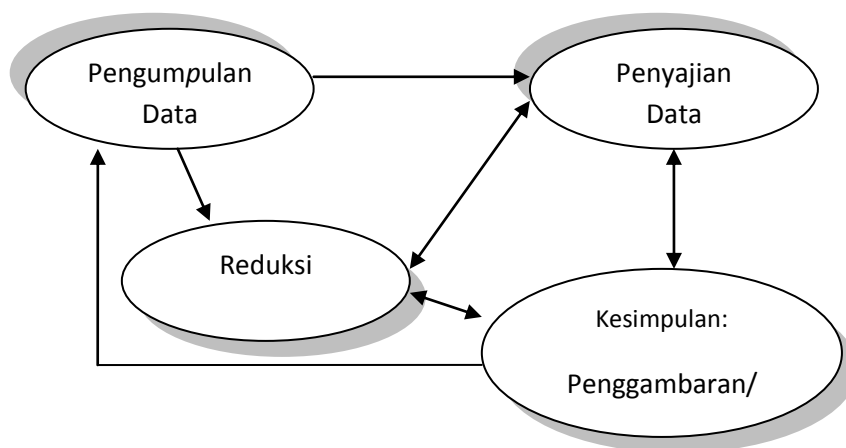 Pengumpulan
Data
Penyajian
Data
Reduksi
Kesimpulan:
Penggambaran/